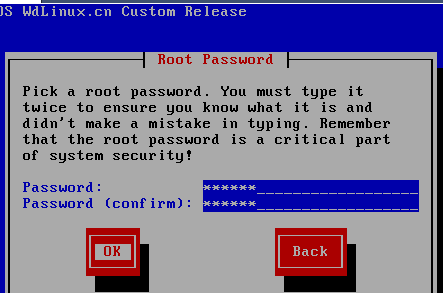 OS WdLinux.cn Custom Release
Root Password
Pick a root password. You must type it
twice to ensure you know what it is and
didn't make a mistake in typing. Remember
that the root password is a critical part
of system security!
Password: ******______________________
Password (confirm): ******______________________
OK Back